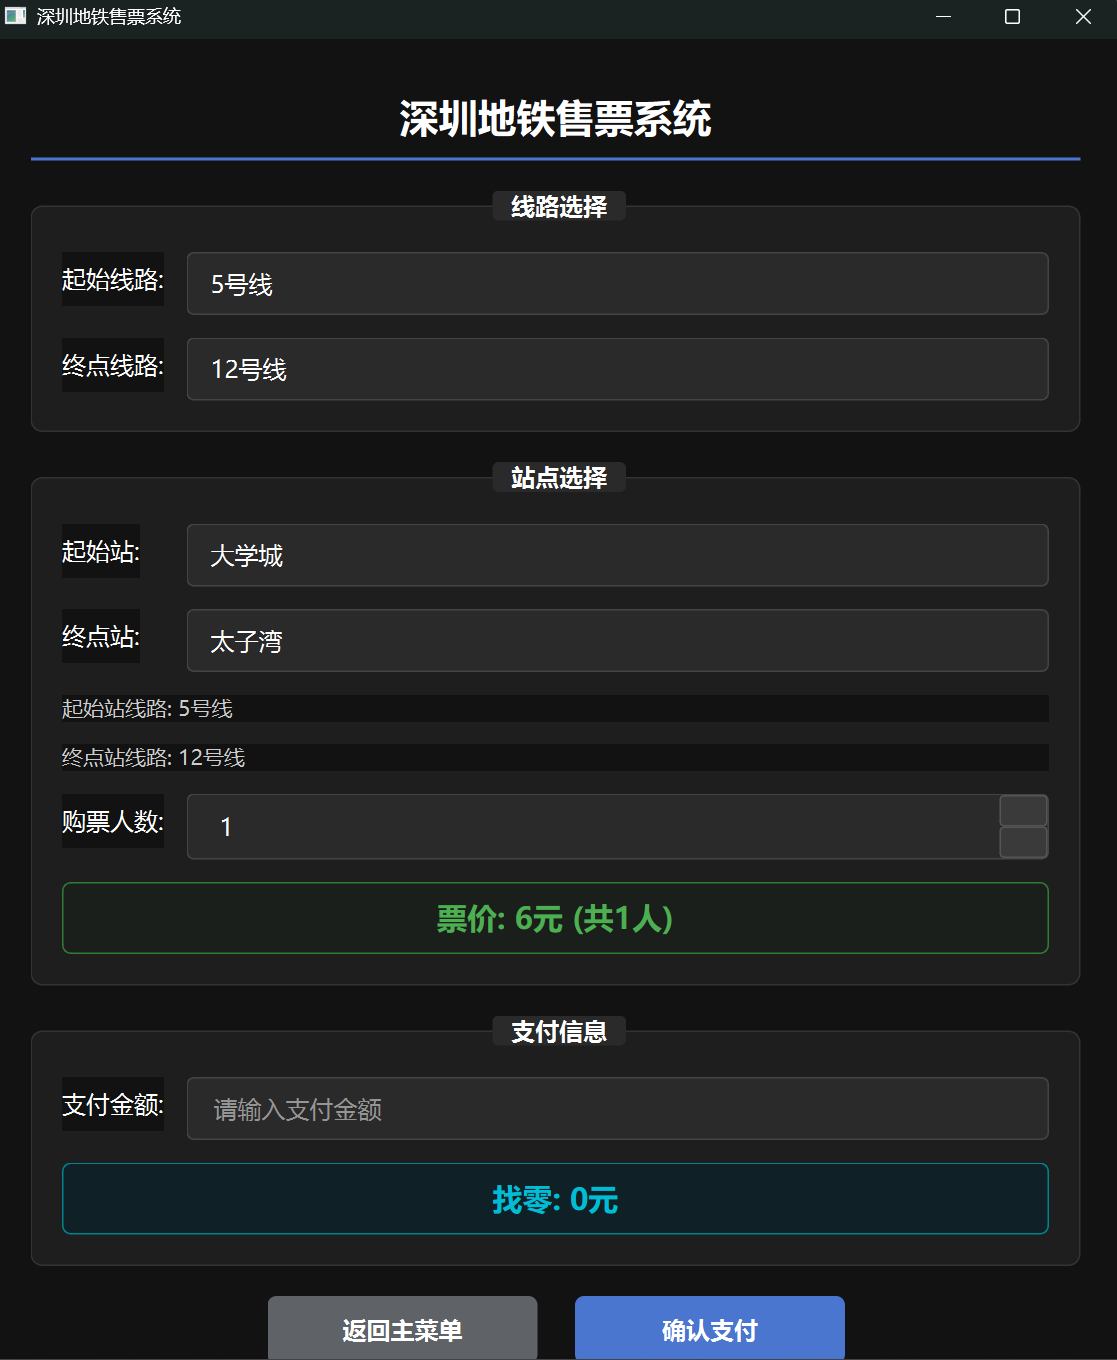 深圳地铁售票系统
深圳地铁售票系统
线路选择
起始线路: 5号线
终点线路: 12号线
站点选择
起始站: 大学城
终点站: 太子湾
起始站线路: 5号线
终点站线路: 12号线
购票人数: 1
票价: 6元 (共1人)
支付信息
支付金额: 请输入支付金额
找零: 0元
返回主菜单 确认支付